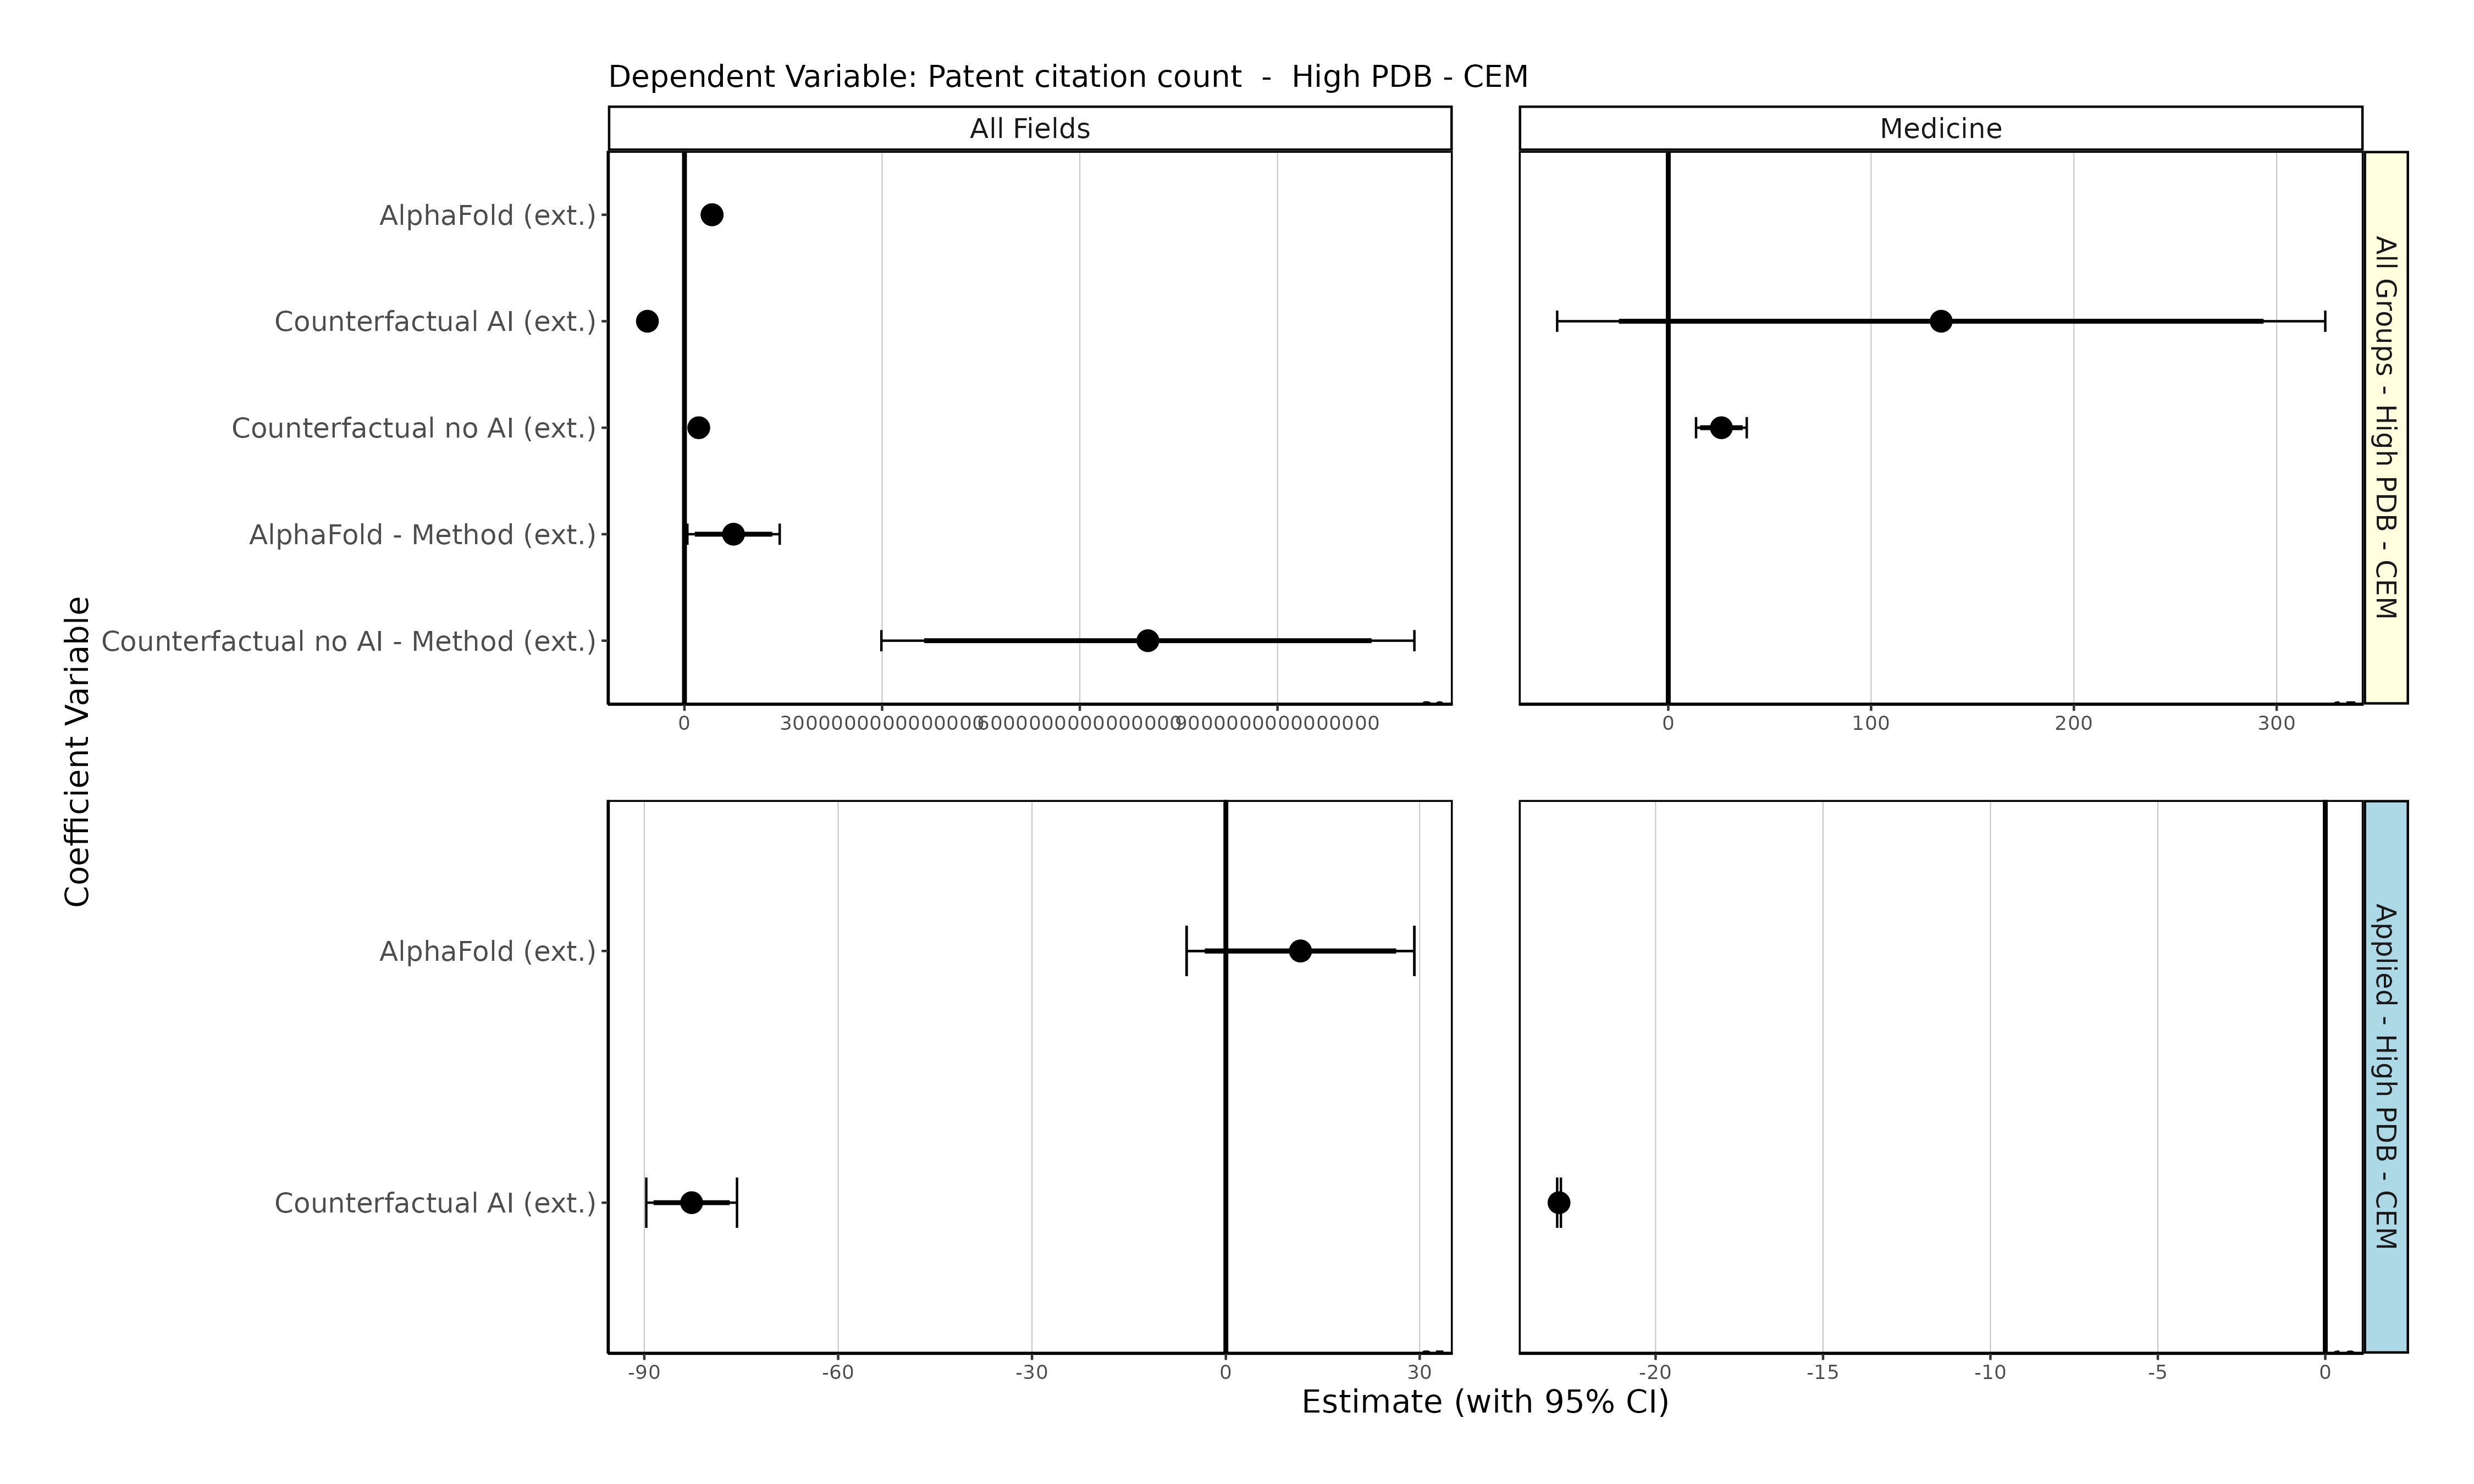 Dependent Variable: Patent citation count - High PDB - CEM
All Fields
Medicine
AlphaFold (ext.)
Counterfactual AI (ext.)
Counterfactual no AI (ext.)
AlphaFold - Method (ext.)
Counterfactual no AI - Method (ext.)
0 3000000000000000 6000000000000000 9000000000000000
0 100 200 300
All Groups - High PDB - CEM
Coefficient Variable
AlphaFold (ext.)
Counterfactual AI (ext.)
-90 -60 -30 0 30
-20 -15 -10 -5 0
Applied - High PDB - CEM
Estimate (with 95% CI)